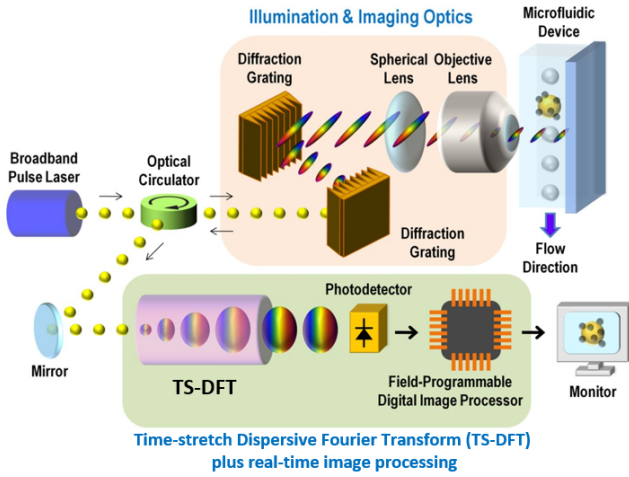 Illumination & Imaging Optics
Microfluidic
Device
Diffraction
Grating
Spherical
Lens
Objective
Lens
Broadband
Pulse Laser
Optical
Circulator
Diffraction
Grating
Flow
Direction
Mirror
TS-DFT
Photodetector
Field-Programmable
Digital Image Processor
Monitor
Time-stretch Dispersive Fourier Transform (TS-DFT)
plus real-time image processing